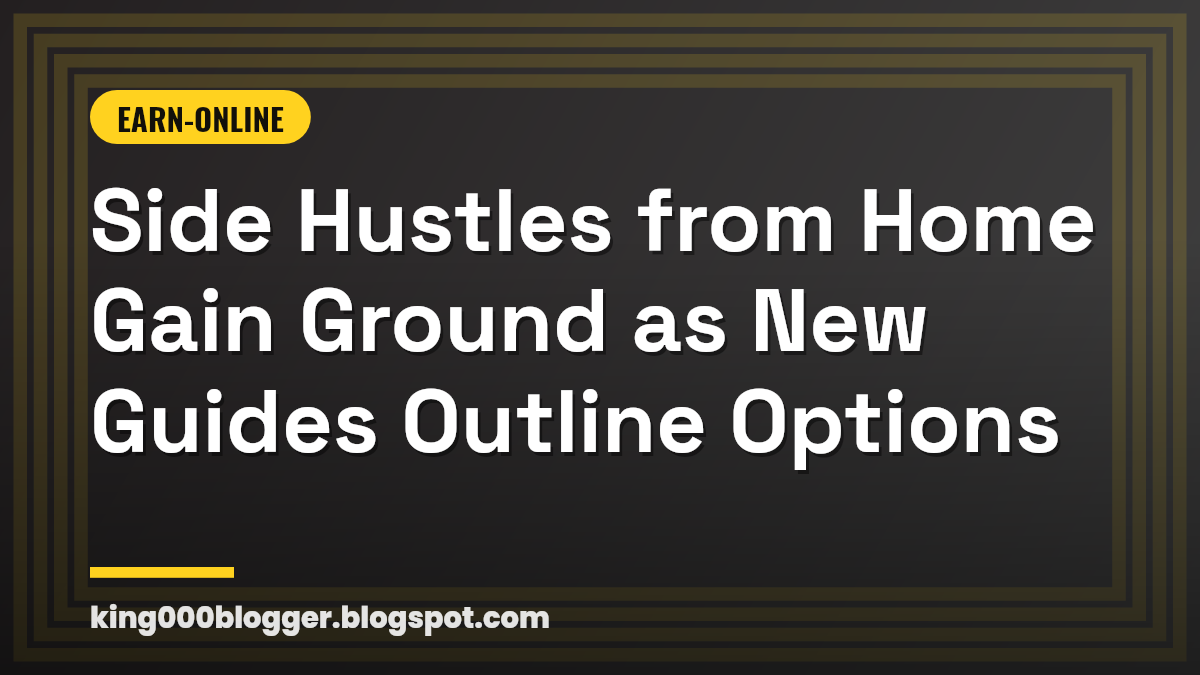 EARN-ONLINE
Side Hustles from Home
Gain Ground as New
Guides Outline Options
king000blogger.blogspot.com